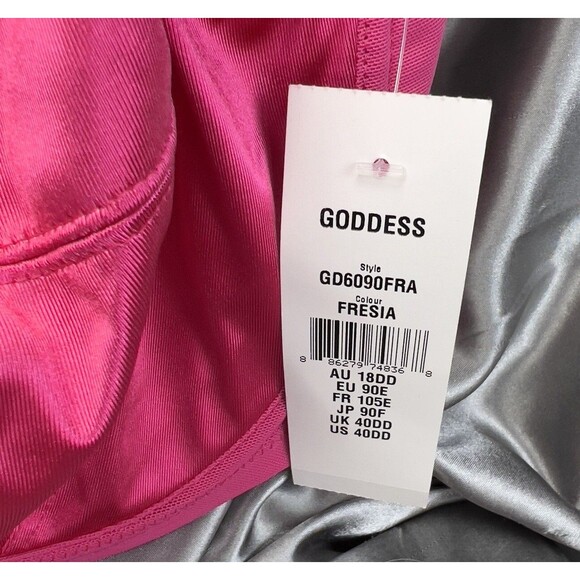 GODDESS
Style
GD6090FRA
Colour
FRESIA
8 86279 74836 8
AU 18DD
EU 90E
FR 105E
JP 90F
UK 40DD
US 40DD